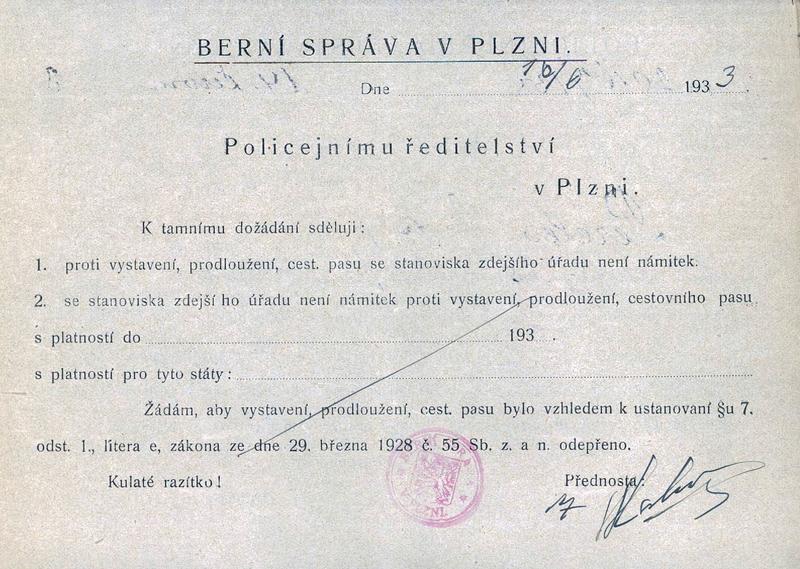 BERNÍ SPRÁVA V PLZNI.
Dne 16/6 1933.
Policejnímu ředitelství
v Plzni.
K tamnímu dožádání sděluji:
1. proti vystavení, prodloužení, cest. pasu se stanoviska zdejšího úřadu není námitek.
2. se stanoviska zdejší ho úřadu není námitek proti vystavení, prodloužení, cestovního pasu
s platností do 193 .
s platností pro tyto státy:
Žádám, aby vystavení, prodloužení, cest. pasu bylo vzhledem k ustanovaní §u 7.
odst. 1., lítera e, zákona ze dne 29. března 1928 č. 55 Sb. z. a n. odepřeno.
Kulaté razítko! Přednosta: